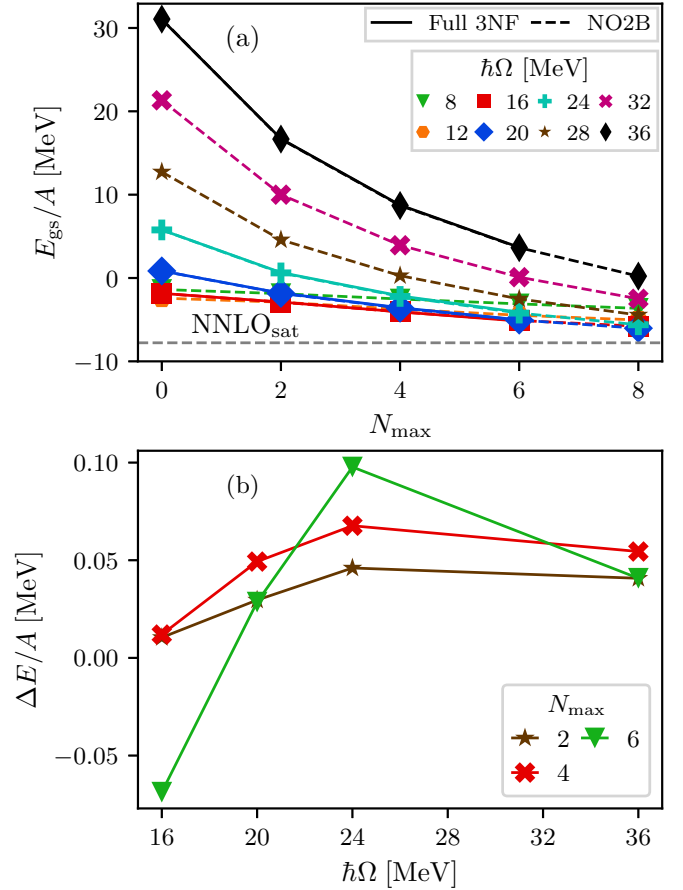 (a)
Full 3NF NO2B
ħΩ [MeV]
8 16 24 32
12 20 28 36
30
20
10
0
−10
E_gs/A [MeV]
NNLO_sat
0 2 4 6 8
N_max
(b)
0.10
0.05
0.00
−0.05
ΔE/A [MeV]
N_max
2 6
4
16 20 24 28 32 36
ħΩ [MeV]